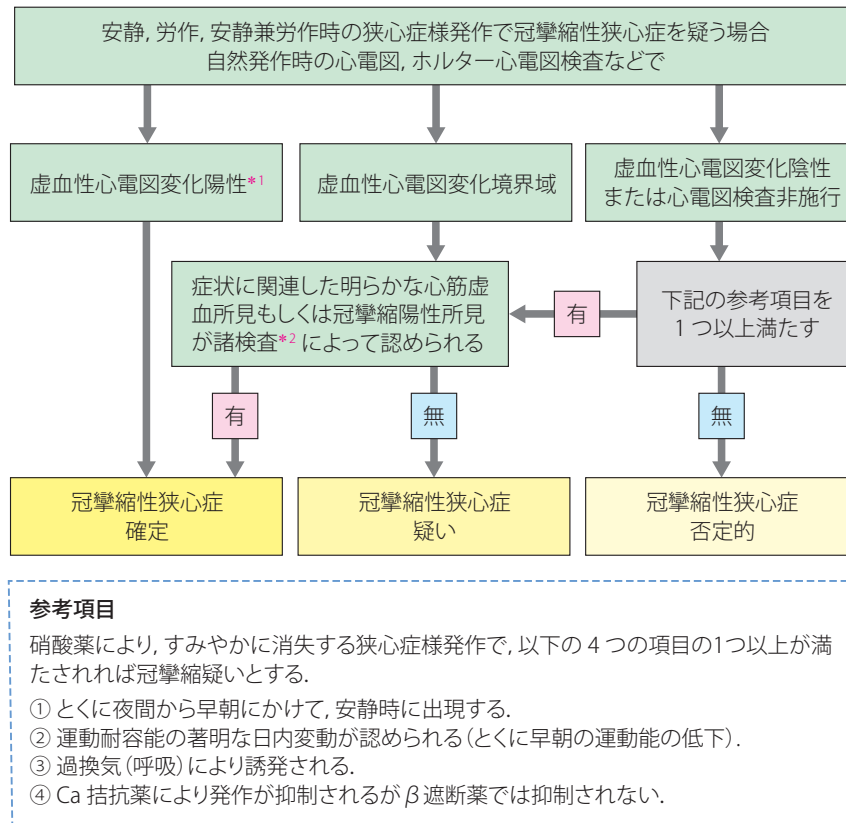 安静, 労作, 安静兼労作時の狭心症様発作で冠攣縮性狭心症を疑う場合
自然発作時の心電図, ホルター心電図検査などで
虚血性心電図変化陽性*1
虚血性心電図変化境界域
虚血性心電図変化陰性
または心電図検査非施行
症状に関連した明らかな心筋虚
血所見もしくは冠攣縮陽性所見
が諸検査*2 によって認められる
有
下記の参考項目を
1 つ以上満たす
有
無
無
冠攣縮性狭心症
確定
冠攣縮性狭心症
疑い
冠攣縮性狭心症
否定的
参考項目
硝酸薬により, すみやかに消失する狭心症様発作で, 以下の 4 つの項目の1つ以上が満
たされれば冠攣縮疑いとする.
① とくに夜間から早朝にかけて, 安静時に出現する.
② 運動耐容能の著明な日内変動が認められる（とくに早朝の運動能の低下）.
③ 過換気（呼吸）により誘発される.
④ Ca 拮抗薬により発作が抑制されるが β 遮断薬では抑制されない.